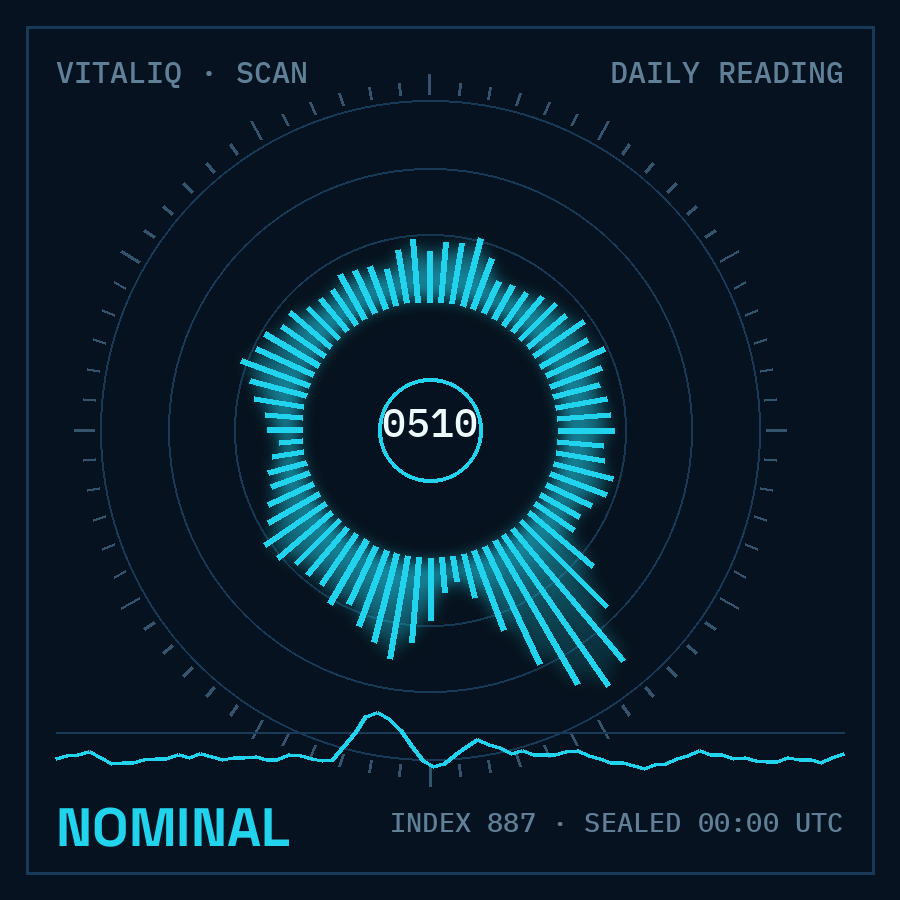 VITALIQ · SCAN
DAILY READING
0510
NOMINAL
INDEX 887 · SEALED 00:00 UTC